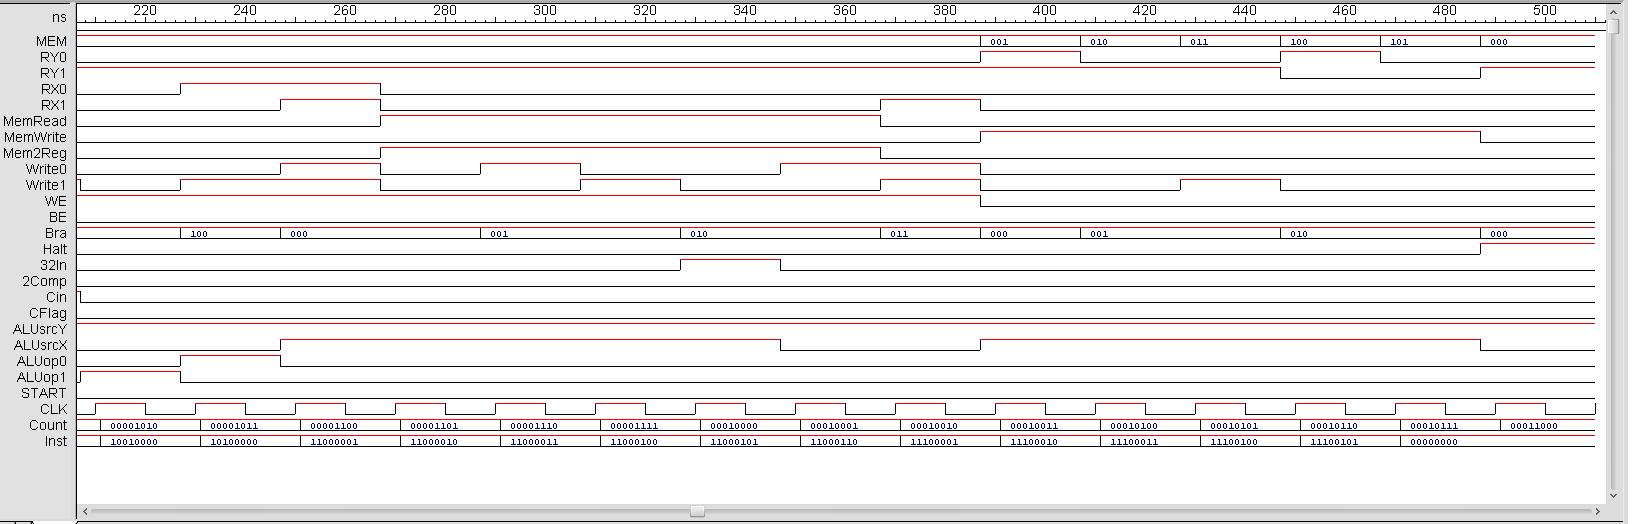 ns 220 240 260 280 300 320 340 360 380 400 420 440 460 480 500
MEM 001 010 011 100 101 000
RY0
RY1
RX0
RX1
MemRead
MemWrite
Mem2Reg
Write0
Write1
WE
BE
Bra 100 000 001 010 011 000 001 010 000
Halt
32In
2Comp
Cin
CFlag
ALUsrcY
ALUsrcX
ALUop0
ALUop1
START
CLK
Count 00001010 00001011 00001100 00001101 00001110 00001111 00010000 00010001 00010010 00010011 00010100 00010101 00010110 00010111 00011000
Inst 10010000 10100000 11000001 11000010 11000011 11000100 11000101 11000110 11100001 11100010 11100011 11100100 11100101 00000000